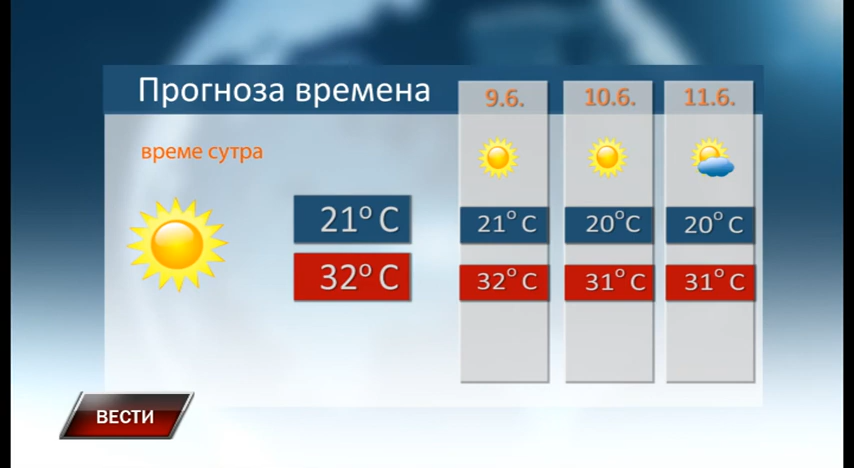 Прогноза времена
време сутра
21° C
32° C
9.6.
10.6.
11.6.
21° C
20°C
20° C
32° C
31° C
31° C
ВЕСТИ